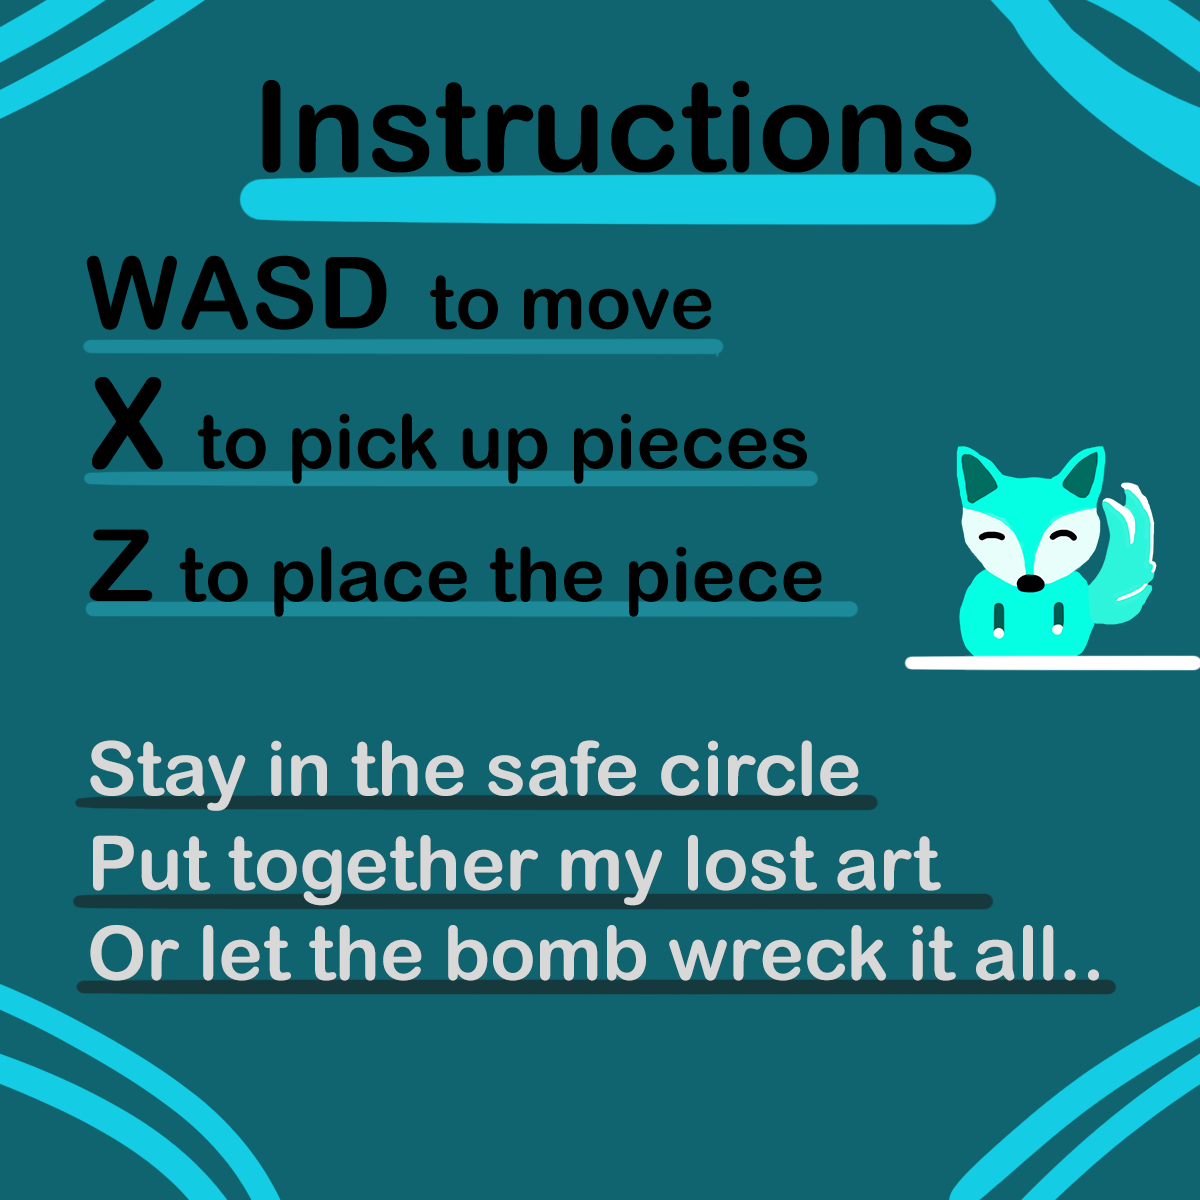 Instructions
WASD to move
X to pick up pieces
Z to place the piece
Stay in the safe circle
Put together my lost art
Or let the bomb wreck it all..